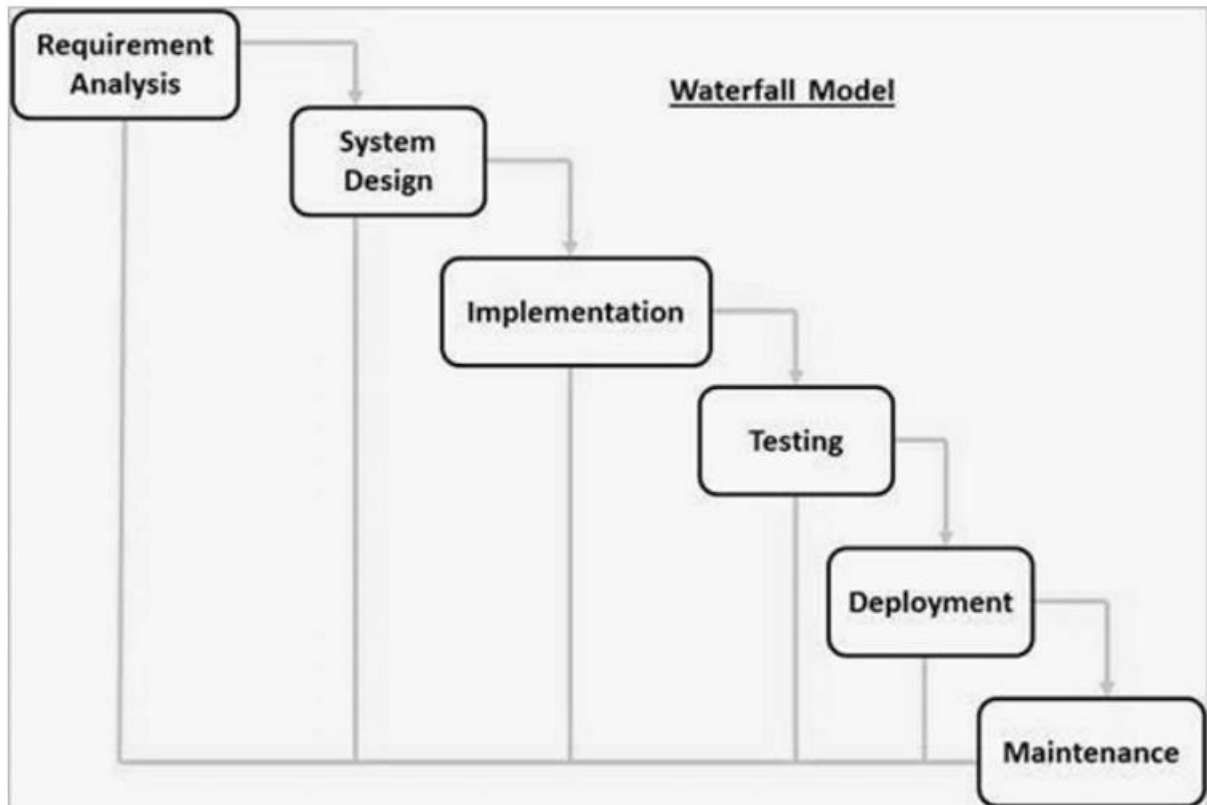 Requirement
Analysis
Waterfall Model
System
Design
Implementation
Testing
Deployment
Maintenance